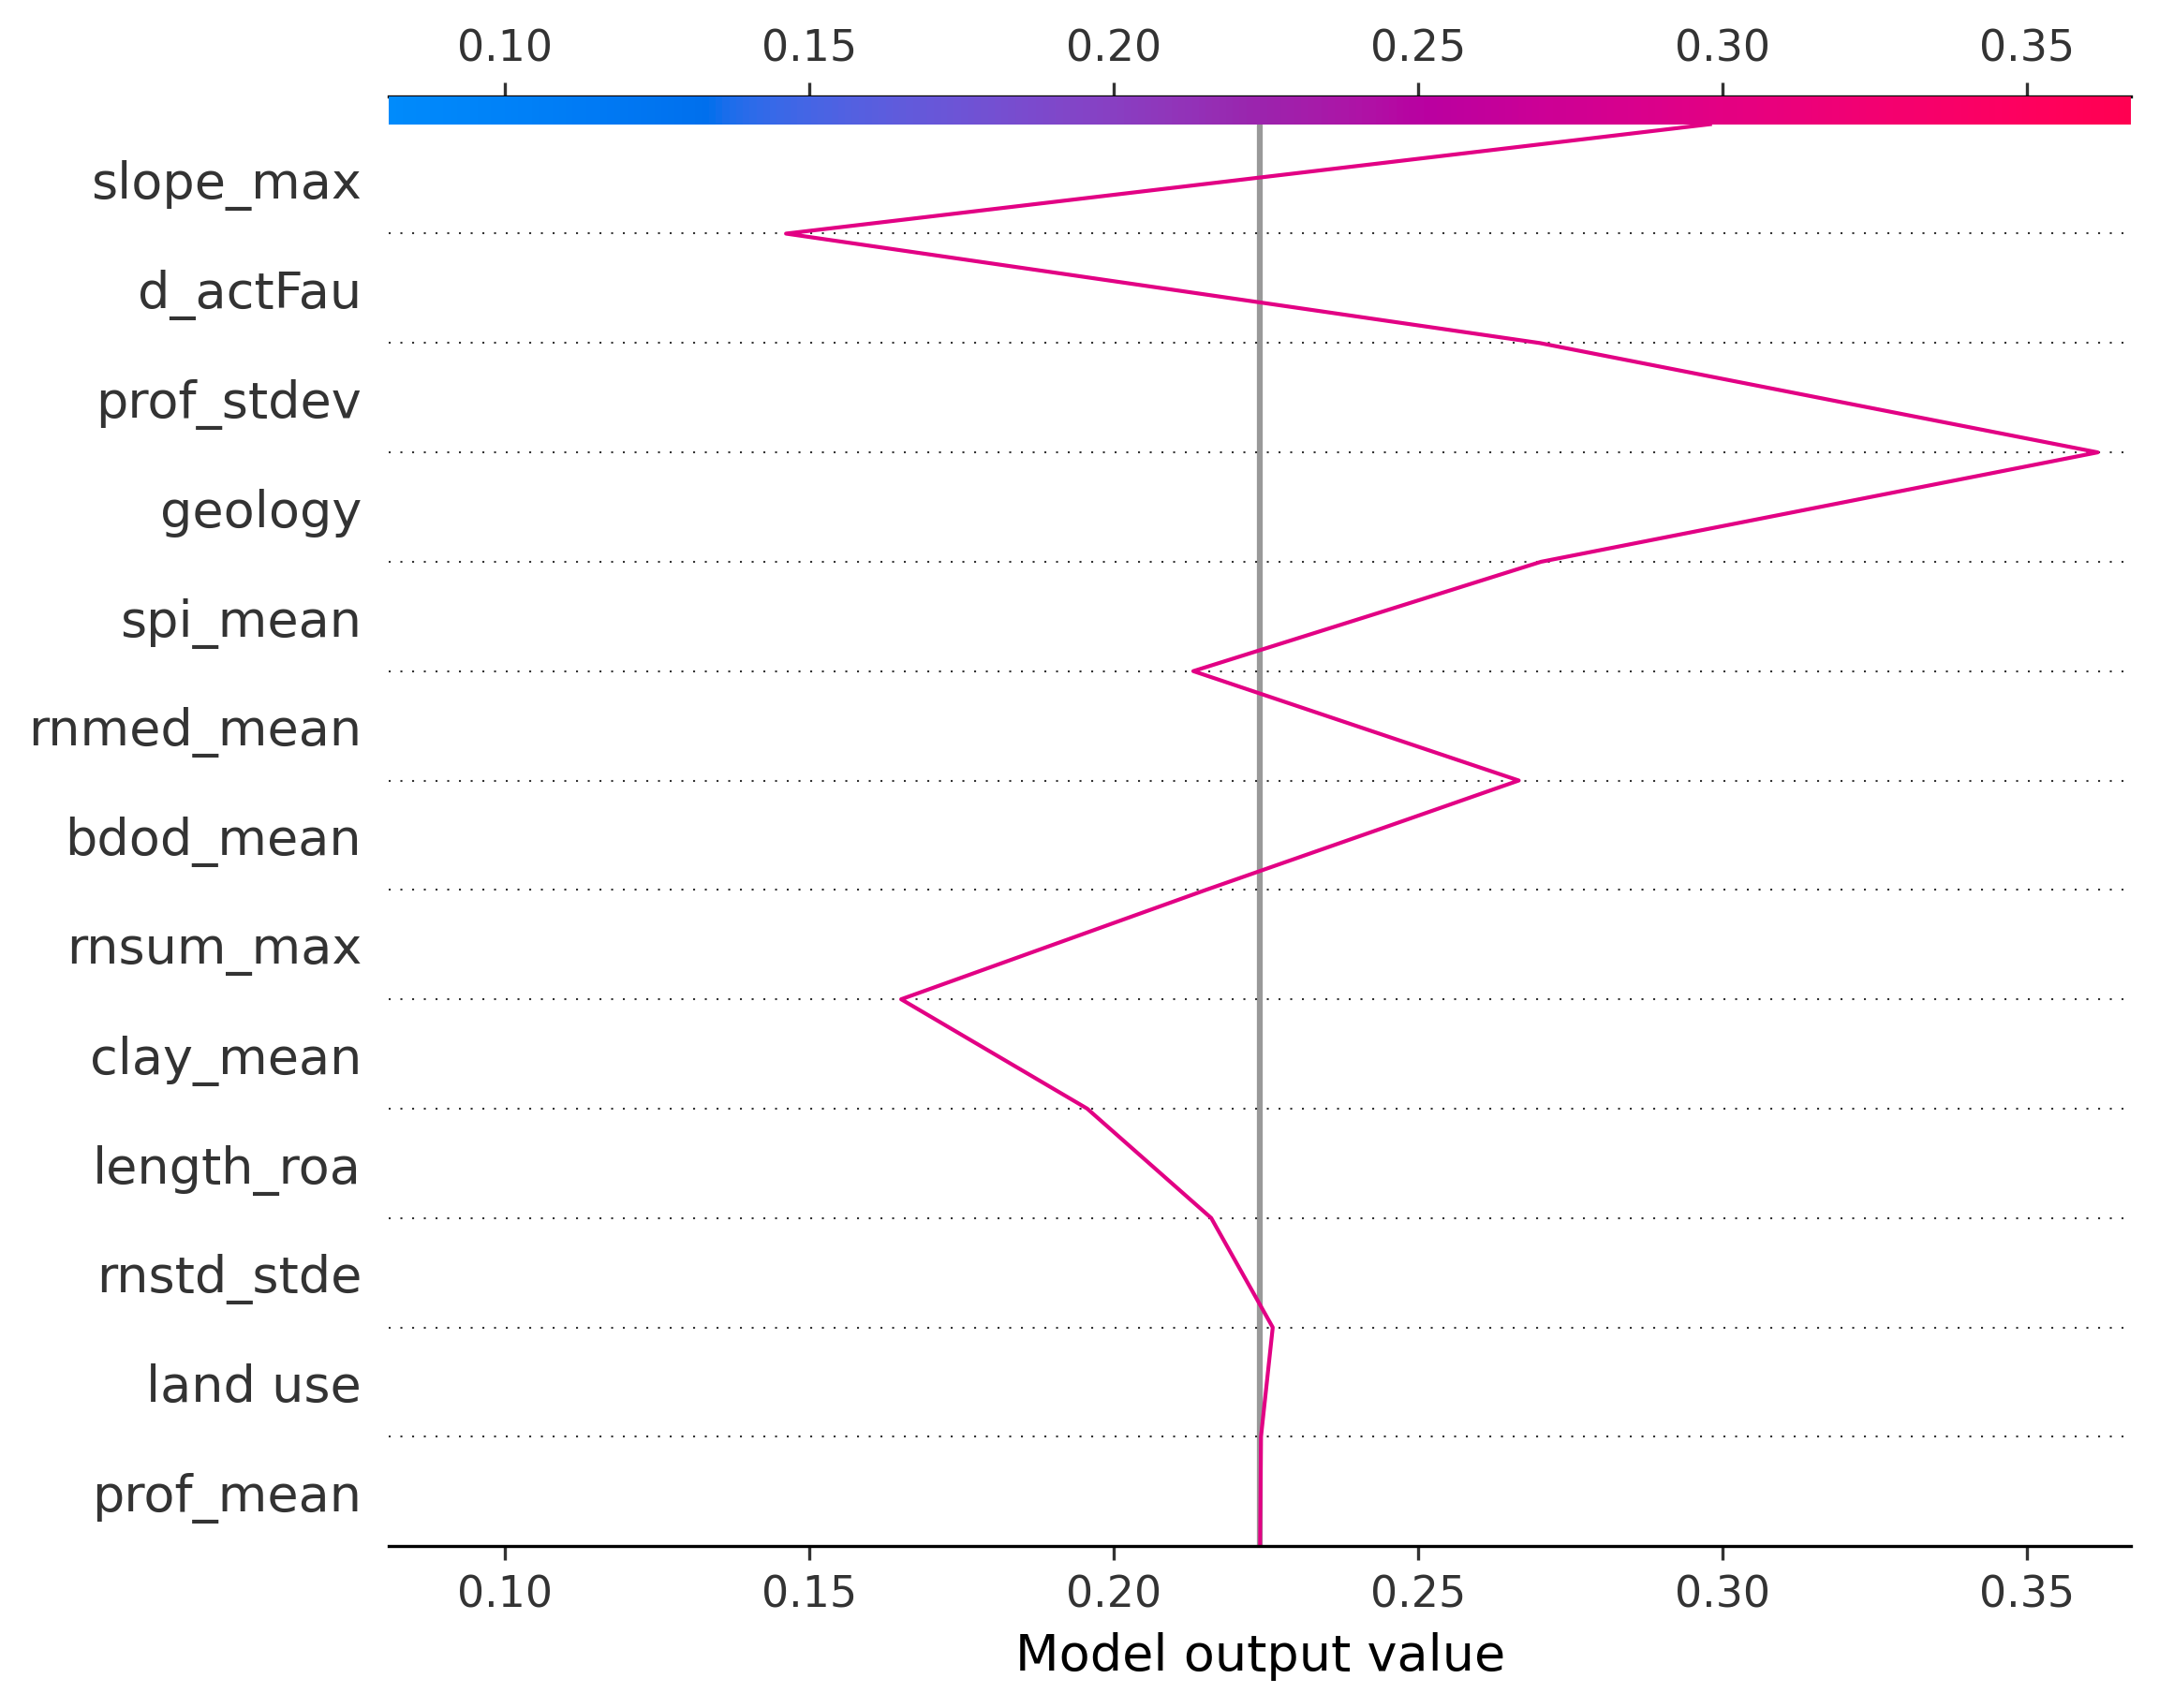 0.10 0.15 0.20 0.25 0.30 0.35
slope_max
d_actFau
prof_stdev
geology
spi_mean
rnmed_mean
bdod_mean
rnsum_max
clay_mean
length_roa
rnstd_stde
land use
prof_mean
0.10 0.15 0.20 0.25 0.30 0.35
Model output value